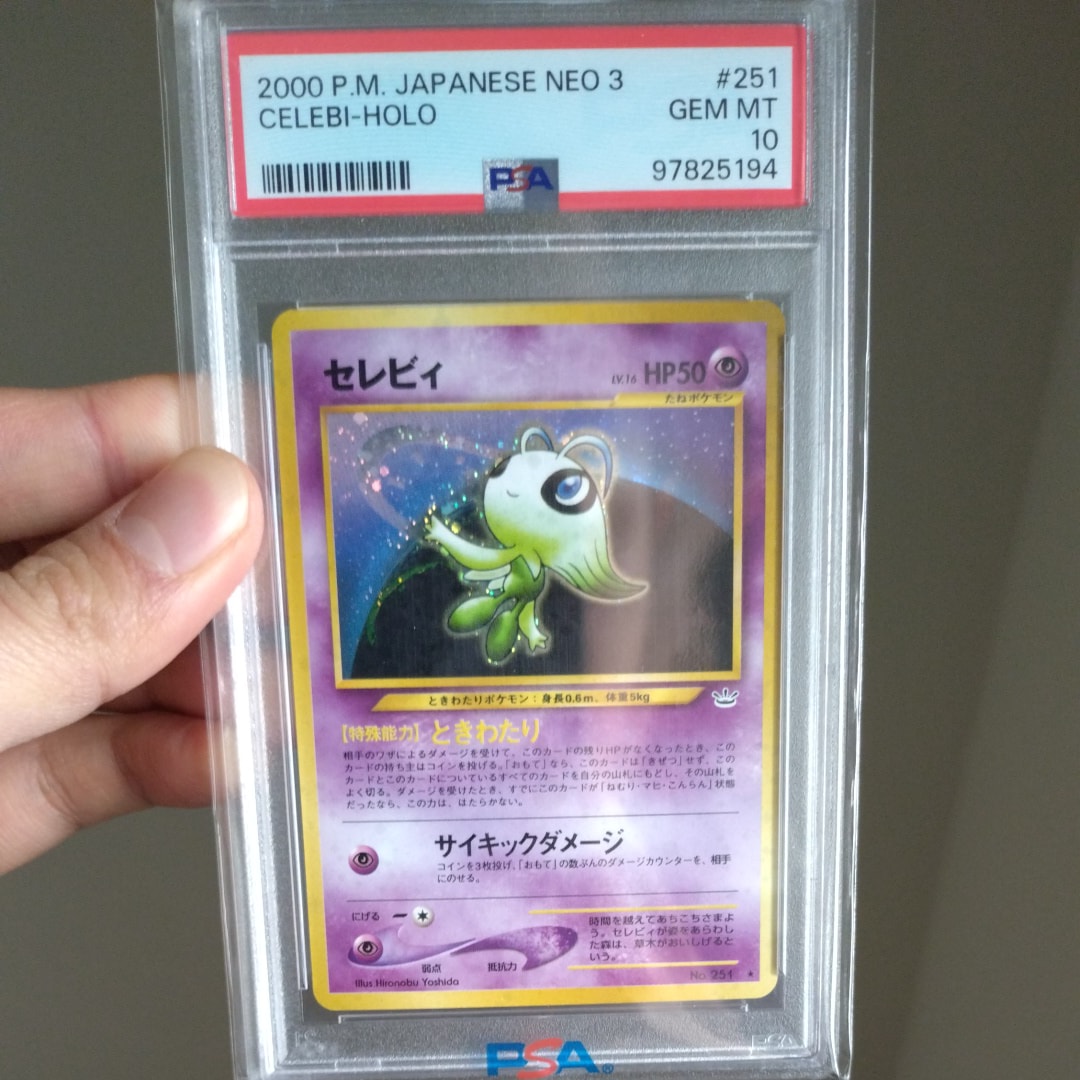 2000 P.M. JAPANESE NEO 3 #251
CELEBI-HOLO GEM MT
10
97825194
PSA
セレビィ LV.16 HP50
たねポケモン
ときわたりポケモン：身長0.6m、体重5kg
【特殊能力】ときわたり
相手のワザによるダメージを受けて、このカードの残りHPがなくなったとき、この
カードの持ち主はコインを投げる。「おもて」なら、このカードは「きぜつ」せず、この
カードとこのカードについているすべてのカードを自分の山札にもどし、その山札を
よく切る。ダメージを受けたとき、すでにこのカードが「ねむり・マヒ・こんらん」状態
だったなら、この力は、はたらかない。
サイキックダメージ
コインを3枚投げ、「おもて」の数ぶんのダメージカウンターを、相手
にのせる。
にげる
時間を越えてあちこちさまよ
う。セレビィが姿をあらわし
た森は、草木がおいしげると
いう。
弱点 抵抗力
Illus Hironobu Yoshida No. 251 ★
PSA®